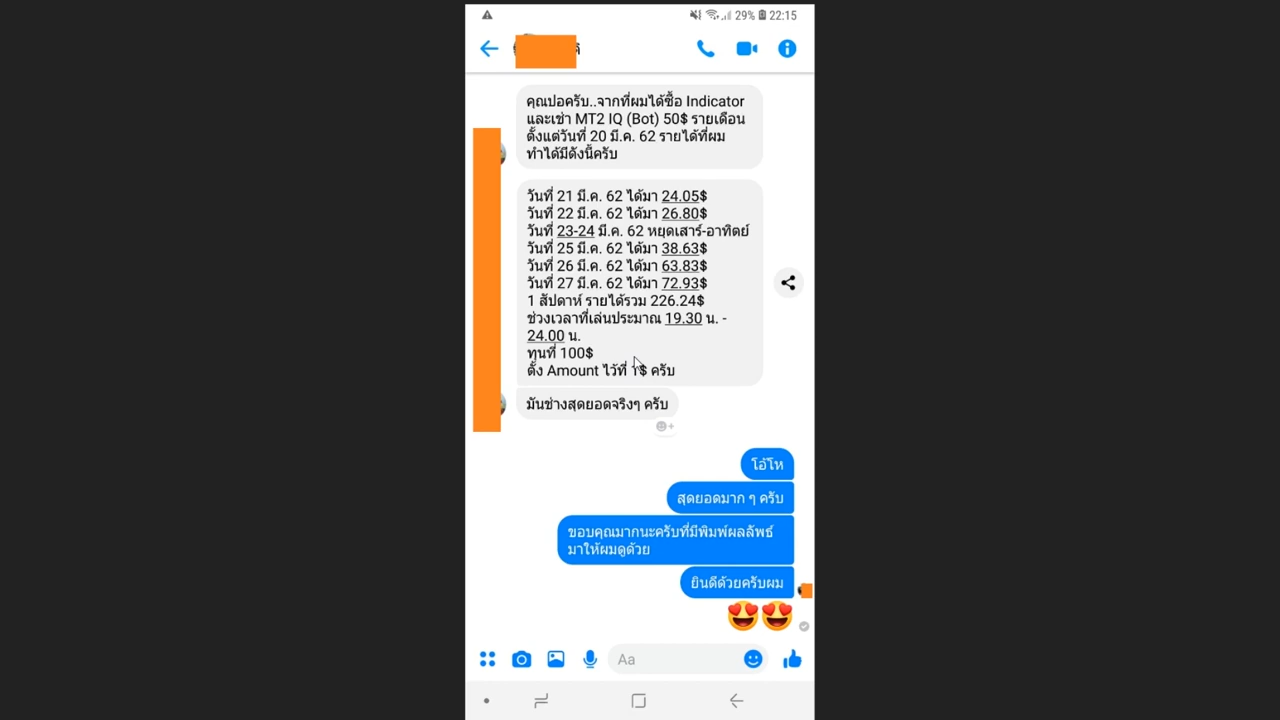 29% 22:15
คุณปอครับ..จากที่ผมได้ซื้อ Indicator
และเช่า MT2 IQ (Bot) 50$ รายเดือน
ตั้งแต่วันที่ 20 มี.ค. 62 รายได้ที่ผม
ทำได้มีดังนี้ครับ
วันที่ 21 มี.ค. 62 ได้มา 24.05$
วันที่ 22 มี.ค. 62 ได้มา 26.80$
วันที่ 23-24 มี.ค. 62 หยุดเสาร์-อาทิตย์
วันที่ 25 มี.ค. 62 ได้มา 38.63$
วันที่ 26 มี.ค. 62 ได้มา 63.83$
วันที่ 27 มี.ค. 62 ได้มา 72.93$
1 สัปดาห์ รายได้รวม 226.24$
ช่วงเวลาที่เล่นประมาณ 19.30 น. -
24.00 น.
ทุนที่ 100$
ตั้ง Amount ไว้ที่ 1$ ครับ
มันช่างสุดยอดจริงๆ ครับ
โอ้โห
สุดยอดมาก ๆ ครับ
ขอบคุณมากนะครับที่มีพิมพ์ผลลัพธ์
มาให้ผมดูด้วย
ยินดีด้วยครับผม
Aa